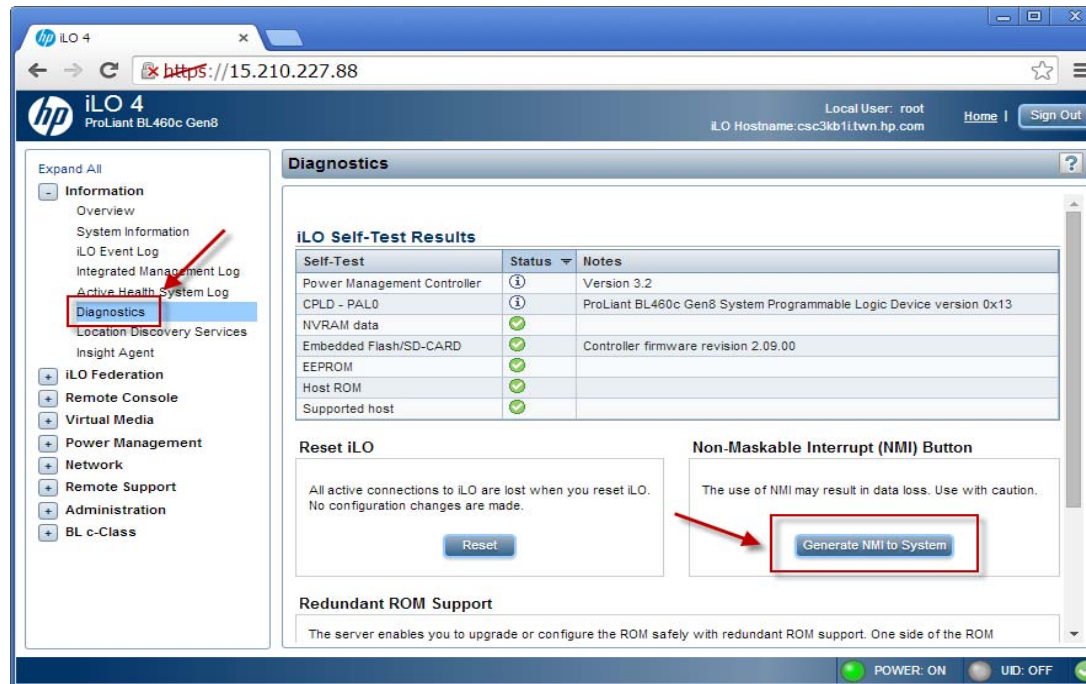 iLO 4
https://15.210.227.88
hp
iLO 4
ProLiant BL460c Gen8
Local User: root
iLO Hostname:csc3kb1i.twn.hp.com
Home | Sign Out
Expand All
Information
Overview
System Information
iLO Event Log
Integrated Management Log
Active Health System Log
Diagnostics
Location Discovery Services
Insight Agent
iLO Federation
Remote Console
Virtual Media
Power Management
Network
Remote Support
Administration
BL c-Class
Diagnostics
?
iLO Self-Test Results
Self-Test Status Notes
Power Management Controller Version 3.2
CPLD - PAL0 ProLiant BL460c Gen8 System Programmable Logic Device version 0x13
NVRAM data
Embedded Flash/SD-CARD Controller firmware revision 2.09.00
EEPROM
Host ROM
Supported host
Reset iLO
All active connections to iLO are lost when you reset iLO.
No configuration changes are made.
Reset
Non-Maskable Interrupt (NMI) Button
The use of NMI may result in data loss. Use with caution.
Generate NMI to System
Redundant ROM Support
The server enables you to upgrade or configure the ROM safely with redundant ROM support. One side of the ROM
POWER: ON UID: OFF